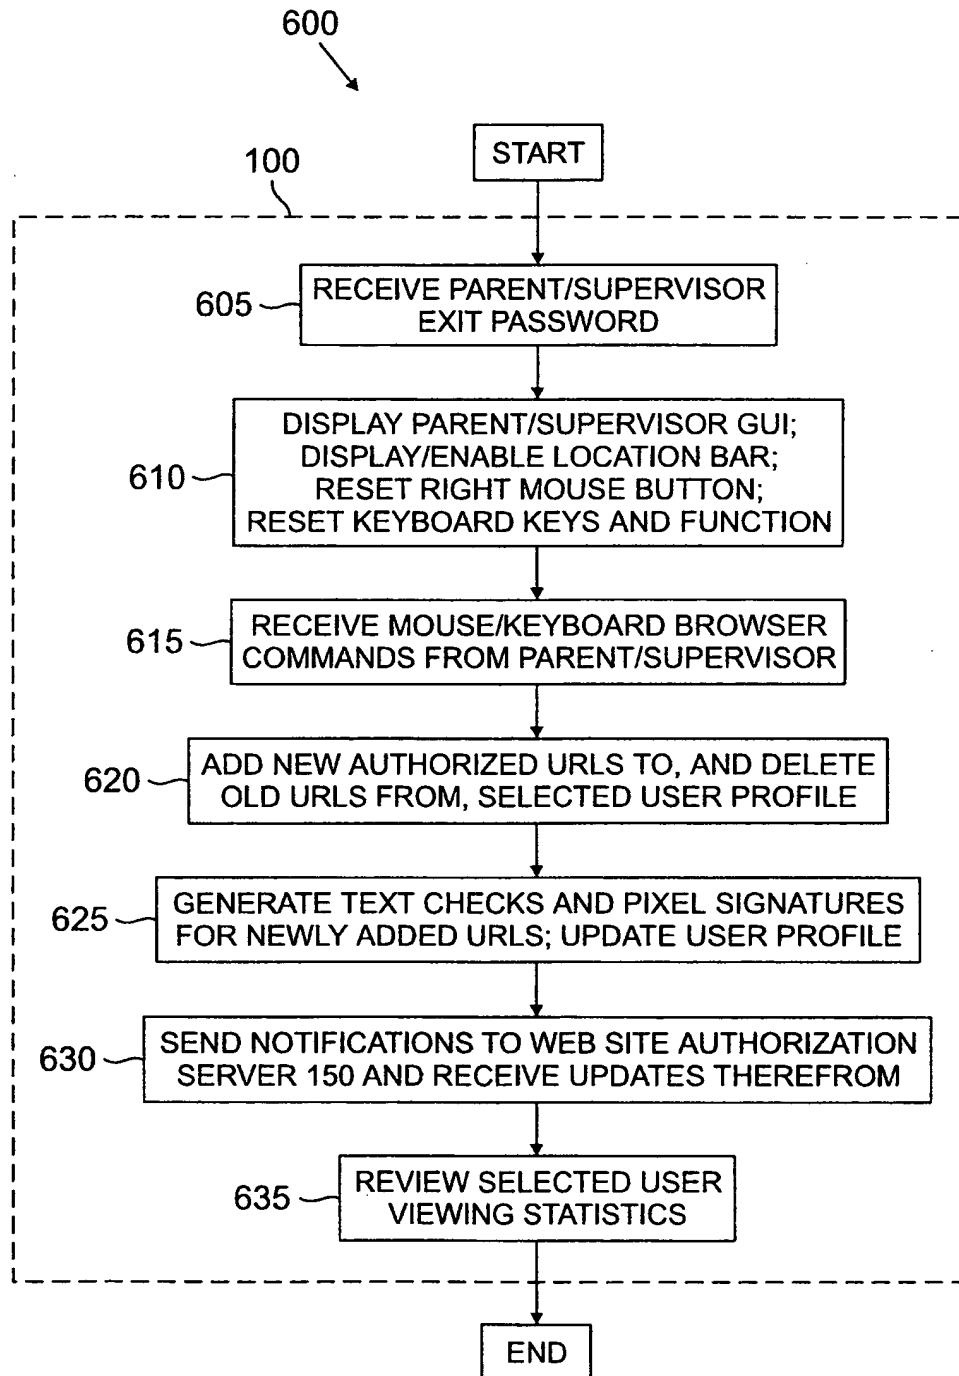 600
START
100
RECEIVE PARENT/SUPERVISOR
EXIT PASSWORD
605
DISPLAY PARENT/SUPERVISOR GUI;
DISPLAY/ENABLE LOCATION BAR;
RESET RIGHT MOUSE BUTTON;
RESET KEYBOARD KEYS AND FUNCTION
610
RECEIVE MOUSE/KEYBOARD BROWSER
COMMANDS FROM PARENT/SUPERVISOR
615
ADD NEW AUTHORIZED URLS TO, AND DELETE
OLD URLS FROM, SELECTED USER PROFILE
620
GENERATE TEXT CHECKS AND PIXEL SIGNATURES
FOR NEWLY ADDED URLS; UPDATE USER PROFILE
625
SEND NOTIFICATIONS TO WEB SITE AUTHORIZATION
SERVER 150 AND RECEIVE UPDATES THEREFROM
630
REVIEW SELECTED USER
VIEWING STATISTICS
635
END